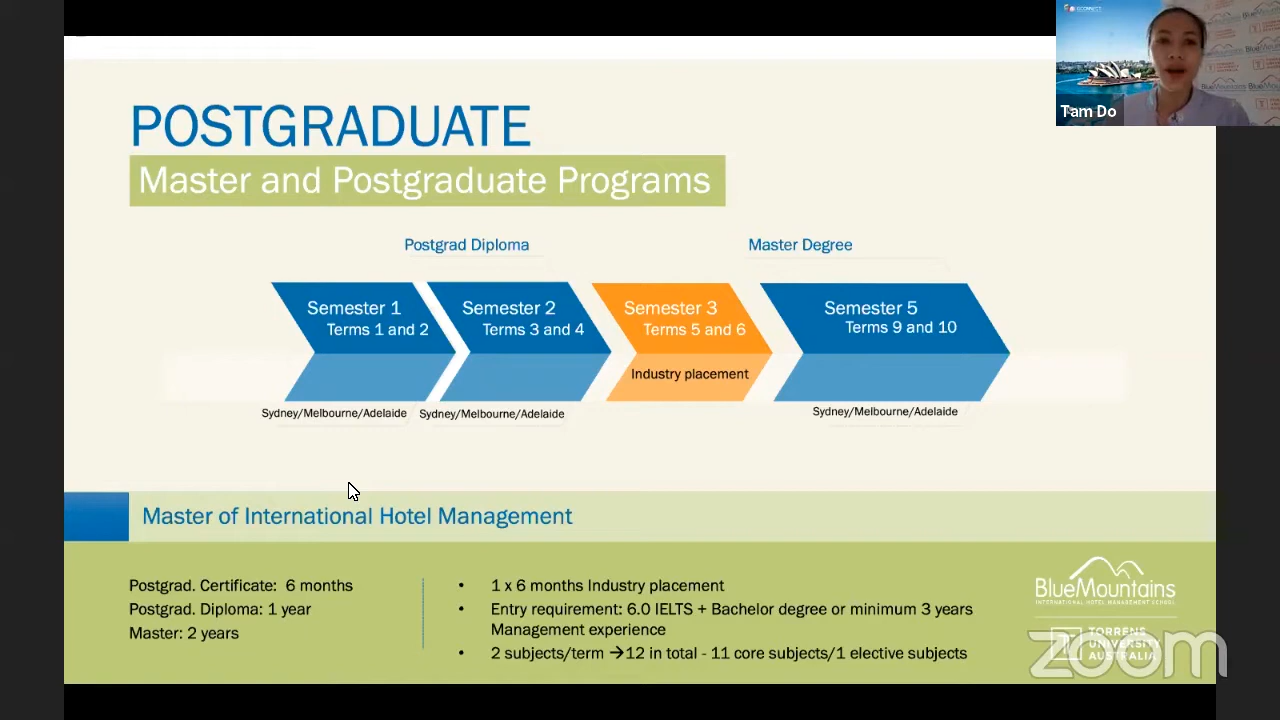 POSTGRADUATE
Master and Postgraduate Programs
Postgrad Diploma
Master Degree
Semester 1
Terms 1 and 2
Semester 2
Terms 3 and 4
Semester 3
Terms 5 and 6
Industry placement
Semester 5
Terms 9 and 10
Sydney/Melbourne/Adelaide
Sydney/Melbourne/Adelaide
Sydney/Melbourne/Adelaide
Master of International Hotel Management
Postgrad. Certificate: 6 months
Postgrad. Diploma: 1 year
Master: 2 years
• 1 x 6 months Industry placement
• Entry requirement: 6.0 IELTS + Bachelor degree or minimum 3 years
Management experience
• 2 subjects/term →12 in total - 11 core subjects/1 elective subjects
BlueMountains
INTERNATIONAL HOTEL MANAGEMENT SCHOOL
TORRENS
UNIVERSITY
AUSTRALIA
zoom
Tam Do